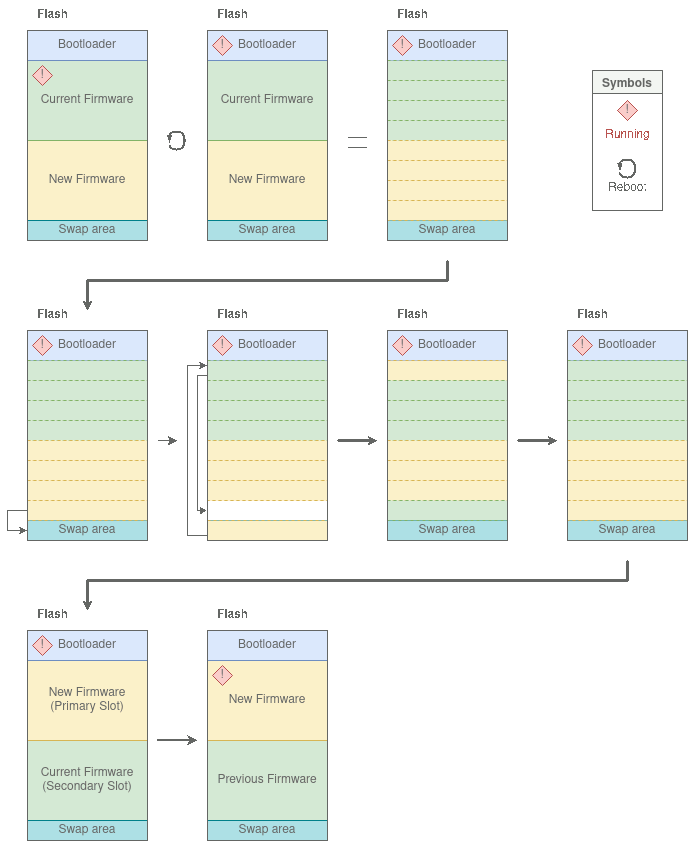 Flash
Flash
Flash
Bootloader
Bootloader
Bootloader
!
!
!
Current Firmware
Current Firmware
New Firmware
New Firmware
Swap area
Swap area
Swap area
Symbols
!
Running
Reboot
Flash
Flash
Flash
Flash
!
Bootloader
!
Bootloader
!
Bootloader
!
Bootloader
Swap area
Swap area
Swap area
Flash
Flash
!
Bootloader
Bootloader
New Firmware
(Primary Slot)
!
New Firmware
Current Firmware
(Secondary Slot)
Previous Firmware
Swap area
Swap area